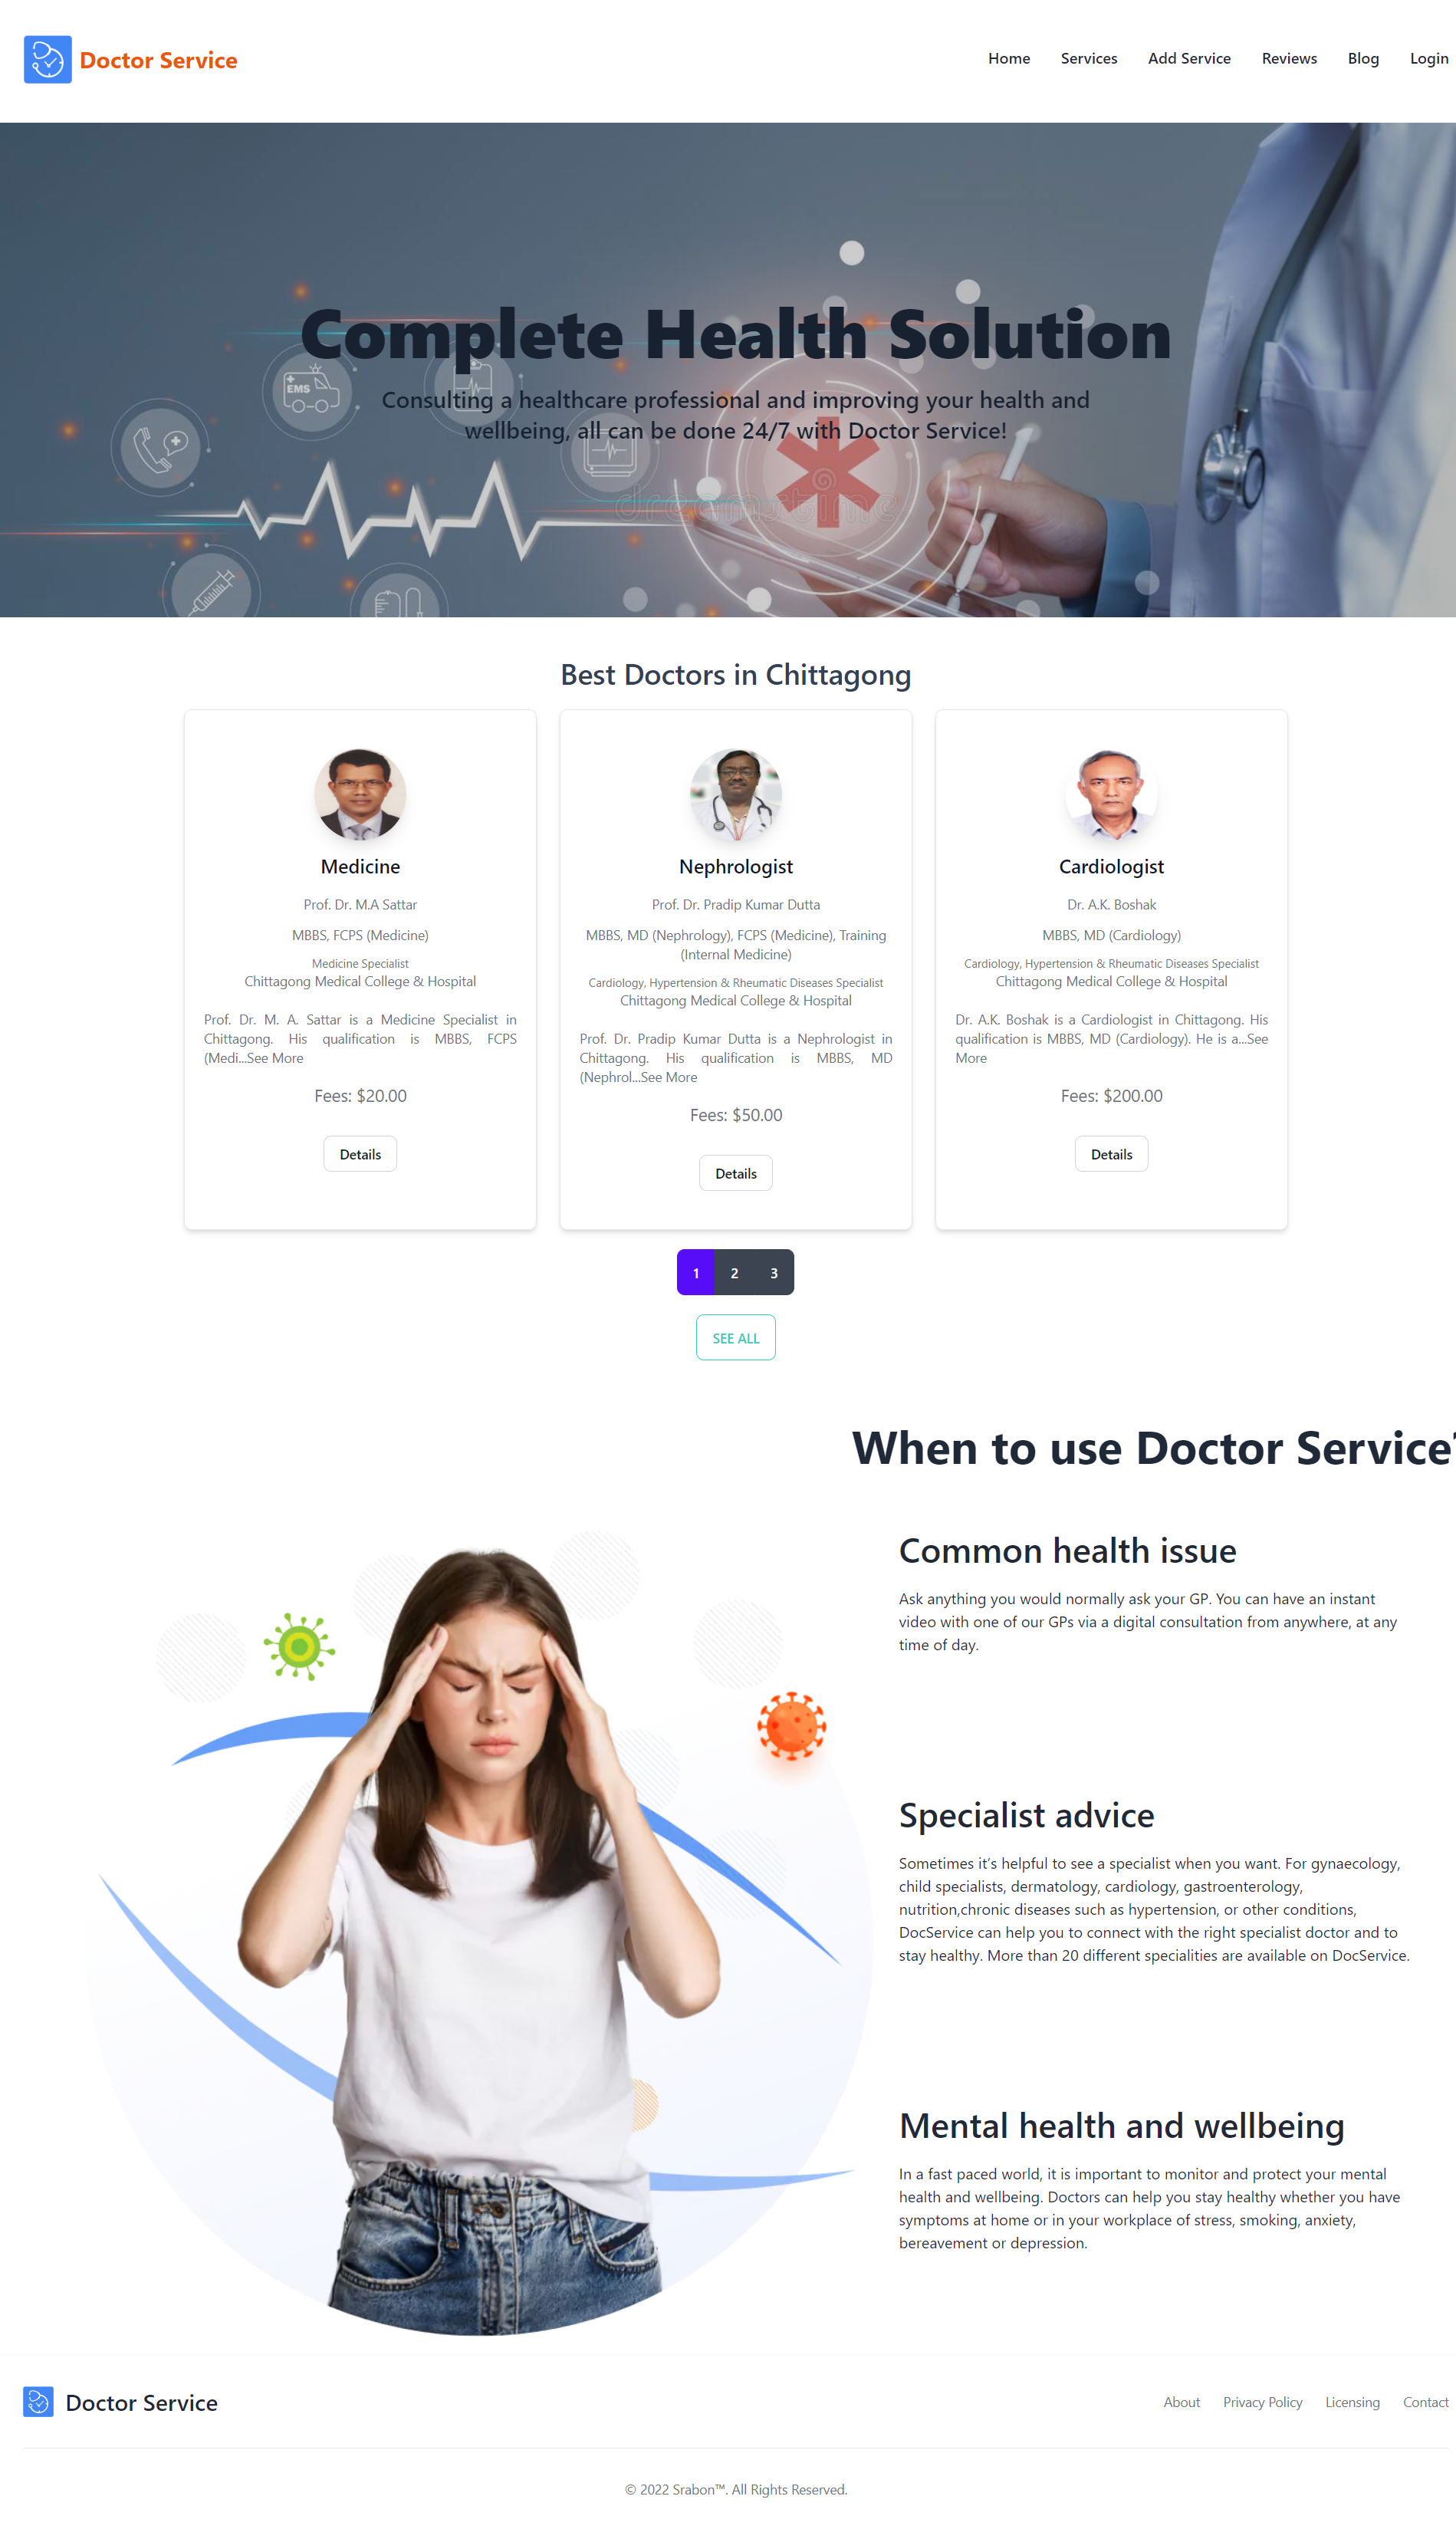 Doctor Service
Home Services Add Service Reviews Blog Login
Complete Health Solution
EMS
Consulting a healthcare professional and improving your health and
wellbeing, all can be done 24/7 with Doctor Service!
dreamstime
Best Doctors in Chittagong
Medicine
Prof. Dr. M.A Sattar
MBBS, FCPS (Medicine)
Medicine Specialist
Chittagong Medical College & Hospital
Prof. Dr. M. A. Sattar is a Medicine Specialist in
Chittagong. His qualification is MBBS, FCPS
(Medi...See More
Fees: $20.00
Details
Nephrologist
Prof. Dr. Pradip Kumar Dutta
MBBS, MD (Nephrology), FCPS (Medicine), Training
(Internal Medicine)
Cardiology, Hypertension & Rheumatic Diseases Specialist
Chittagong Medical College & Hospital
Prof. Dr. Pradip Kumar Dutta is a Nephrologist in
Chittagong. His qualification is MBBS, MD
(Nephrol...See More
Fees: $50.00
Details
Cardiologist
Dr. A.K. Boshak
MBBS, MD (Cardiology)
Cardiology, Hypertension & Rheumatic Diseases Specialist
Chittagong Medical College & Hospital
Dr. A.K. Boshak is a Cardiologist in Chittagong. His
qualification is MBBS, MD (Cardiology). He is a...See
More
Fees: $200.00
Details
1 2 3
SEE ALL
When to use Doctor Service?
Common health issue
Ask anything you would normally ask your GP. You can have an instant
video with one of our GPs via a digital consultation from anywhere, at any
time of day.
Specialist advice
Sometimes it's helpful to see a specialist when you want. For gynaecology,
child specialists, dermatology, cardiology, gastroenterology,
nutrition,chronic diseases such as hypertension, or other conditions,
DocService can help you to connect with the right specialist doctor and to
stay healthy. More than 20 different specialities are available on DocService.
Mental health and wellbeing
In a fast paced world, it is important to monitor and protect your mental
health and wellbeing. Doctors can help you stay healthy whether you have
symptoms at home or in your workplace of stress, smoking, anxiety,
bereavement or depression.
Doctor Service
About Privacy Policy Licensing Contact
© 2022 Srabon™. All Rights Reserved.